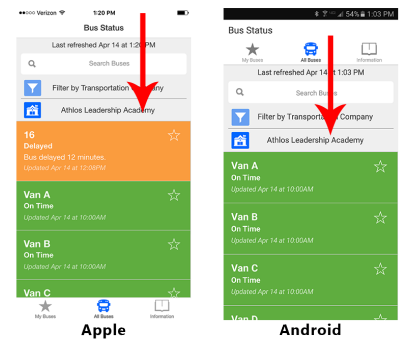 Verizon 1:20 PM
Bus Status
Last refreshed Apr 14 at 1:20 PM
Search Buses
Filter by Transportation Company
Athlos Leadership Academy
16
Delayed
Bus delayed 12 minutes.
Updated Apr 14 at 12:08PM
Van A
On Time
Updated Apr 14 at 10:00AM
Van B
On Time
Updated Apr 14 at 10:00AM
Van C
My Buses All Buses Information
Apple
54% 1:03 PM
Bus Status
My Buses All Buses Information
Last refreshed Apr 14 at 1:03 PM
Search Buses
Filter by Transportation Company
Athlos Leadership Academy
Van A
On Time
Updated Apr 14 at 10:00AM
Van B
On Time
Updated Apr 14 at 10:00AM
Van C
On Time
Updated Apr 14 at 10:00AM
Van D
Android